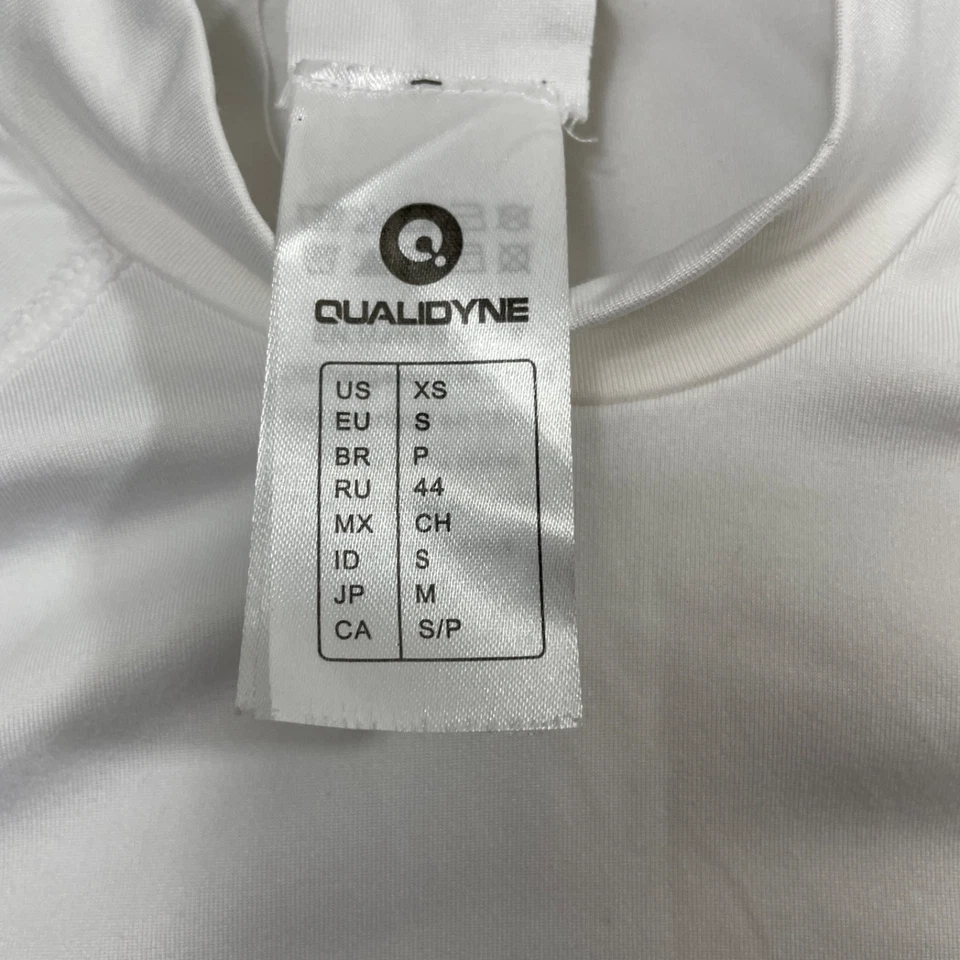 QUALIDYNE
US XS
EU S
BR P
RU 44
MX CH
ID S
JP M
CA S/P